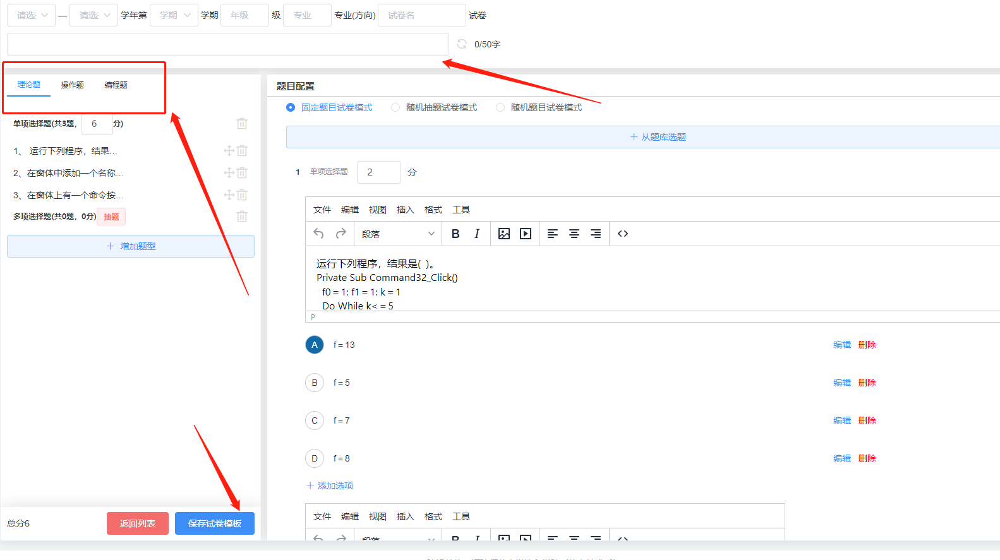 请选 — 请选 学年第 学期 学期 年级 级 专业 专业(方向) 试卷名 试卷
0/50字
理论题 操作题 编程题
单项选择题(共3题, 6 分)
1、 运行下列程序，结果...
2、在窗体中添加一个名称...
3、在窗体上有一个命令按...
多项选择题(共0题，0分) 抽题
+ 增加题型
总分6 返回列表 保存试卷模板
题目配置
固定题目试卷模式 随机抽题试卷模式 随机题目试卷模式
+ 从题库选题
1 单项选择题 2 分
文件 编辑 视图 插入 格式 工具
段落 B I <>
运行下列程序，结果是( )。
Private Sub Command32_Click()
f0 = 1: f1 = 1: k = 1
Do While k< = 5
P
A f = 13 编辑 删除
B f = 5 编辑 删除
C f = 7 编辑 删除
D f = 8 编辑 删除
+ 添加选项
文件 编辑 视图 插入 格式 工具
段落 B I <>